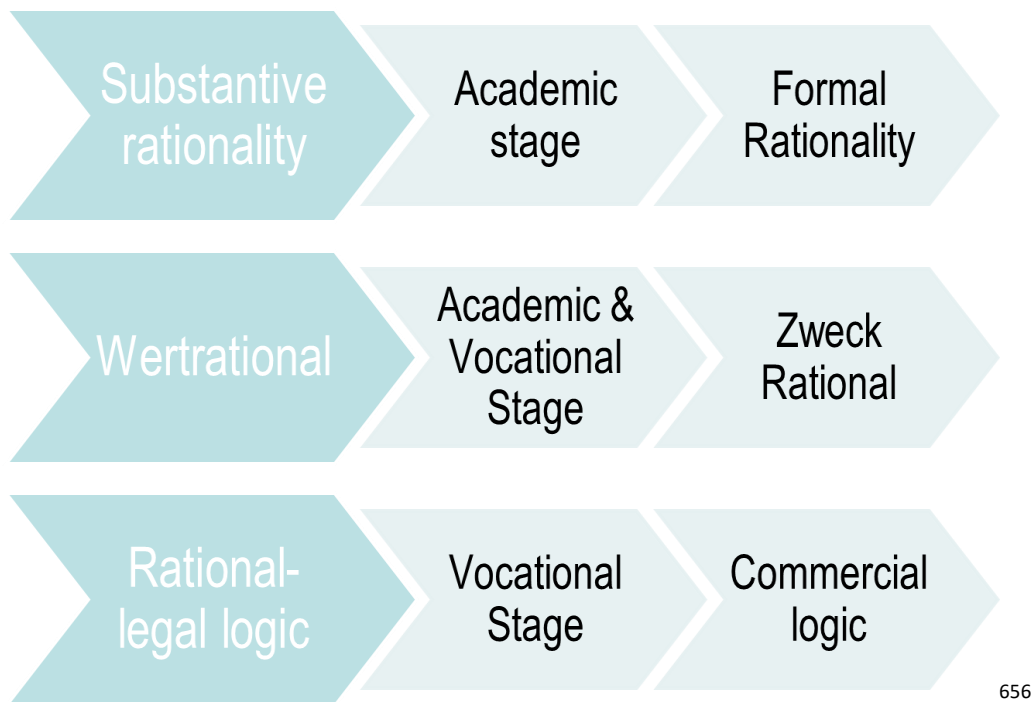 Substantive
rationality
Academic
stage
Formal
Rationality
Wertrational
Academic &
Vocational
Stage
Zweck
Rational
Rational-
legal logic
Vocational
Stage
Commercial
logic
656